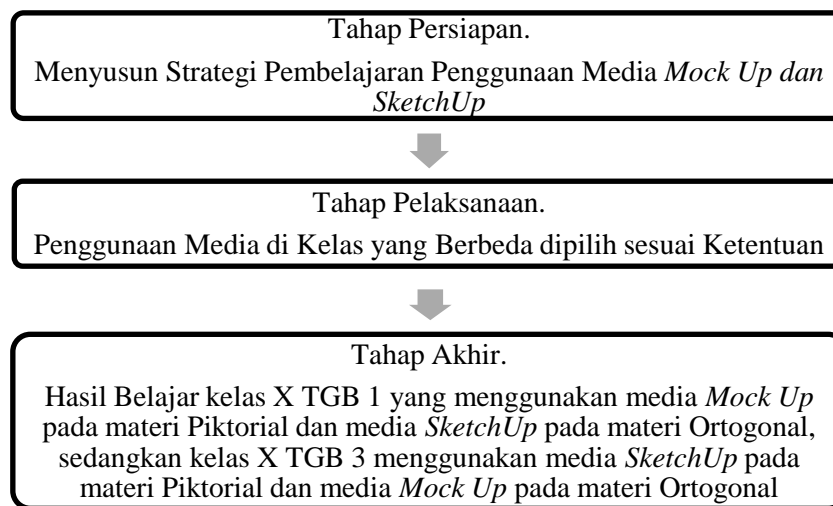 Tahap Persiapan.
Menyusun Strategi Pembelajaran Penggunaan Media Mock Up dan
SketchUp
Tahap Pelaksanaan.
Penggunaan Media di Kelas yang Berbeda dipilih sesuai Ketentuan
Tahap Akhir.
Hasil Belajar kelas X TGB 1 yang menggunakan media Mock Up
pada materi Piktorial dan media SketchUp pada materi Ortogonal,
sedangkan kelas X TGB 3 menggunakan media SketchUp pada
materi Piktorial dan media Mock Up pada materi Ortogonal